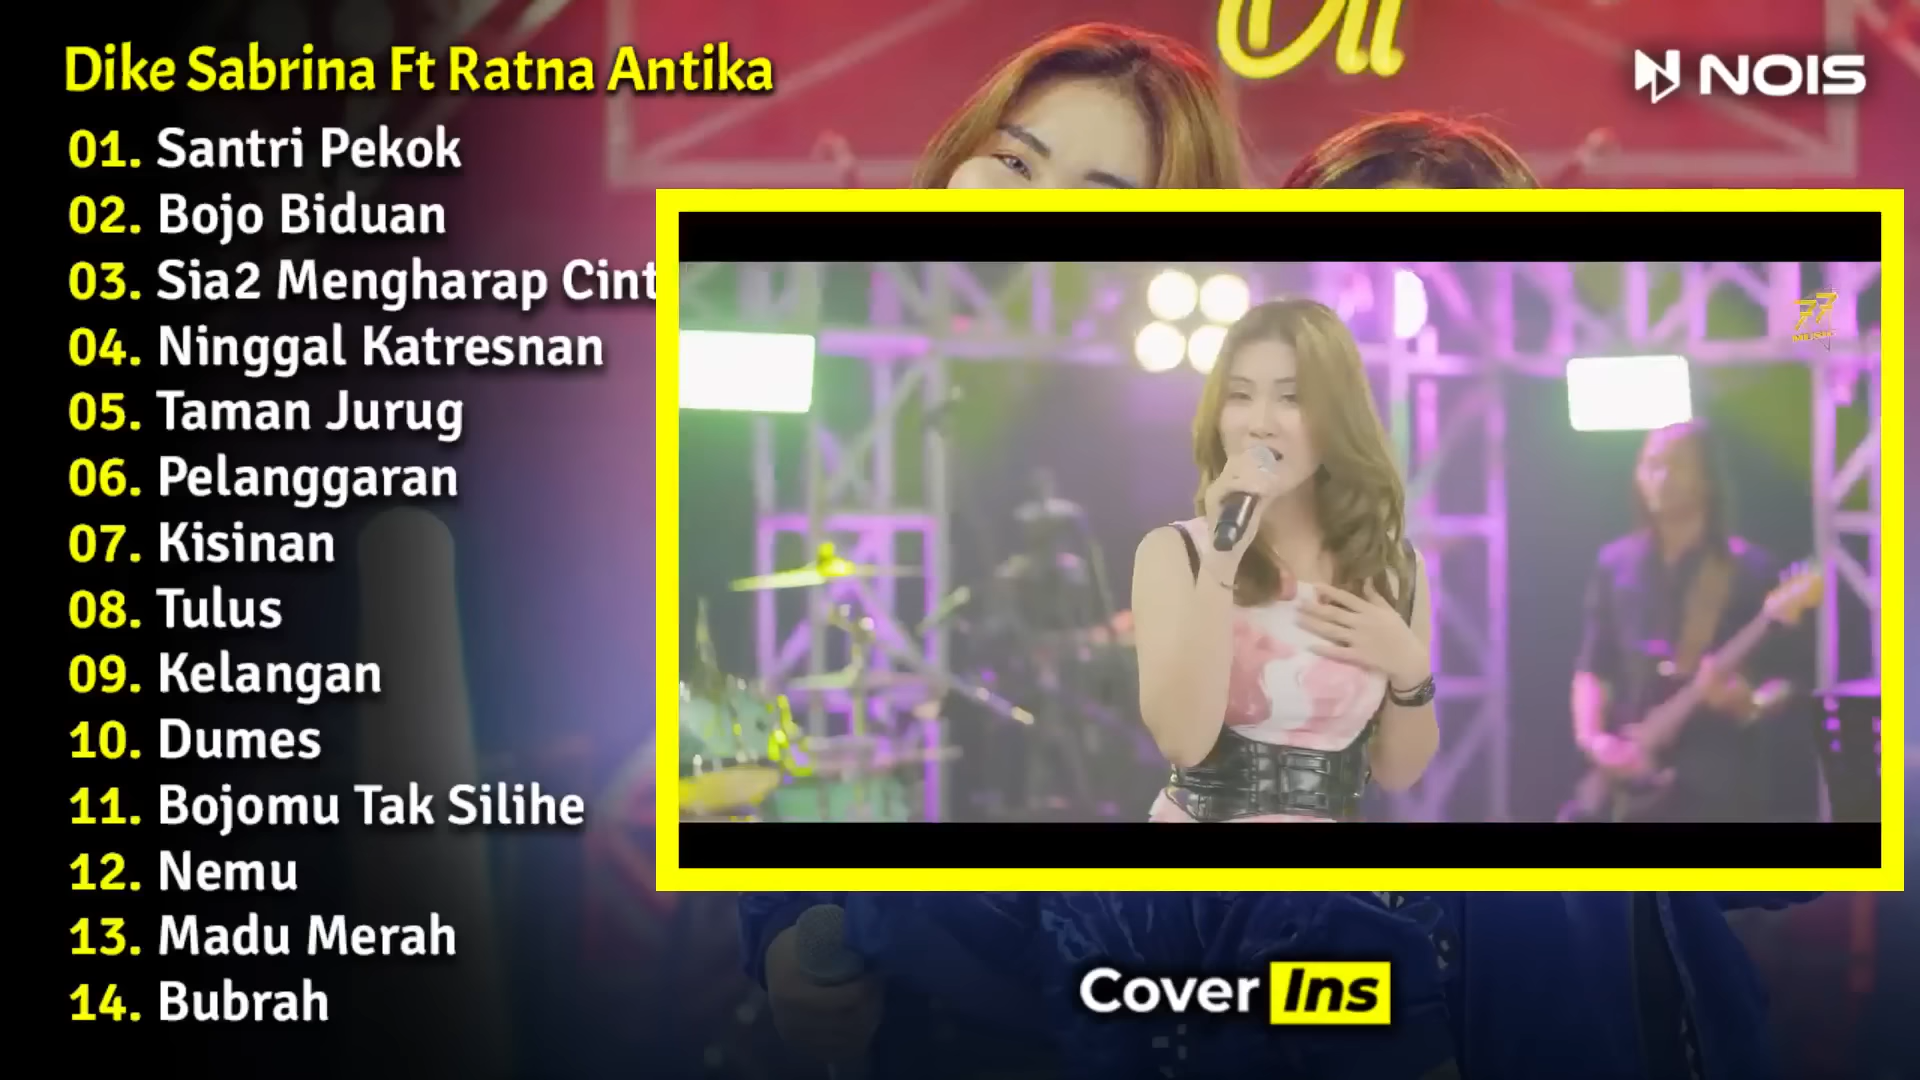 Dike Sabrina Ft Ratna Antika
NOIS
01. Santri Pekok
02. Bojo Biduan
03. Sia2 Mengharap Cint
04. Ninggal Katresnan
05. Taman Jurug
06. Pelanggaran
07. Kisinan
08. Tulus
09. Kelangan
10. Dumes
11. Bojomu Tak Silihe
12. Nemu
13. Madu Merah
14. Bubrah
Cover Ins